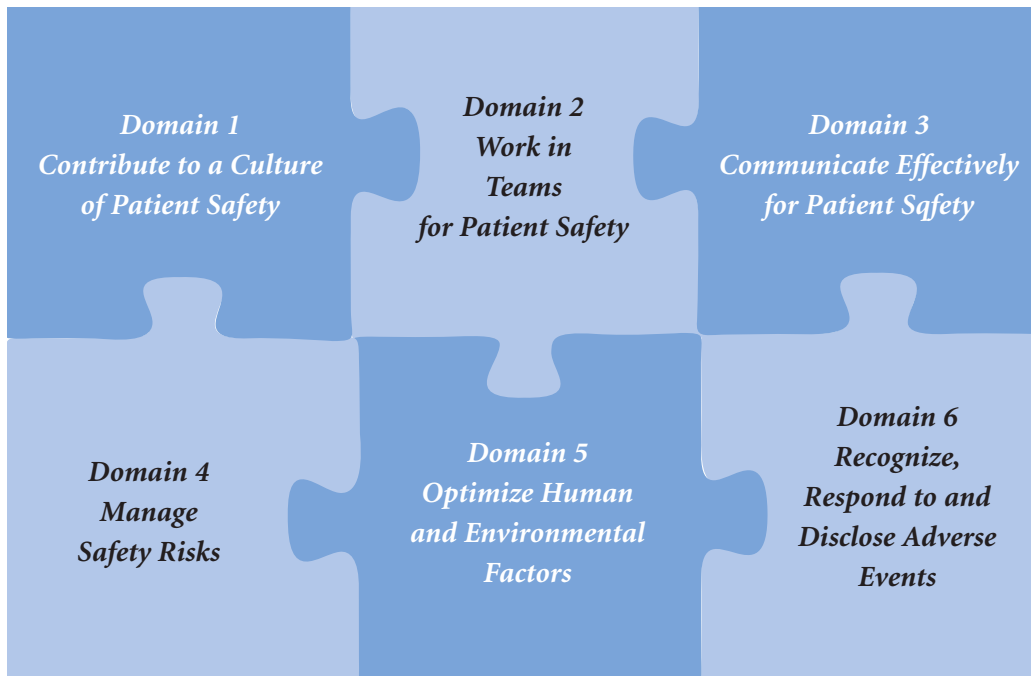 Domain 1
Contribute to a Culture
of Patient Safety
Domain 2
Work in
Teams
for Patient Safety
Domain 3
Communicate Effectively
for Patient Sqfety
Domain 4
Manage
Safety Risks
Domain 5
Optimize Human
and Environmental
Factors
Domain 6
Recognize,
Respond to and
Disclose Adverse
Events